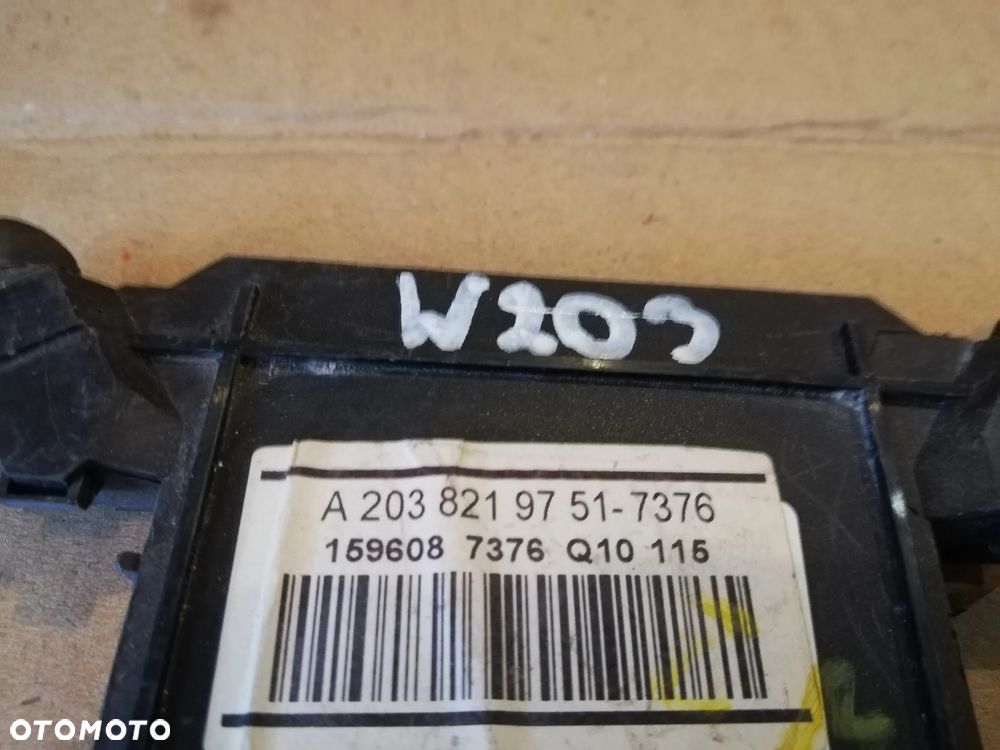 W203
A 203 821 97 51-7376
159608 7376 Q10 115
OTOMOTO